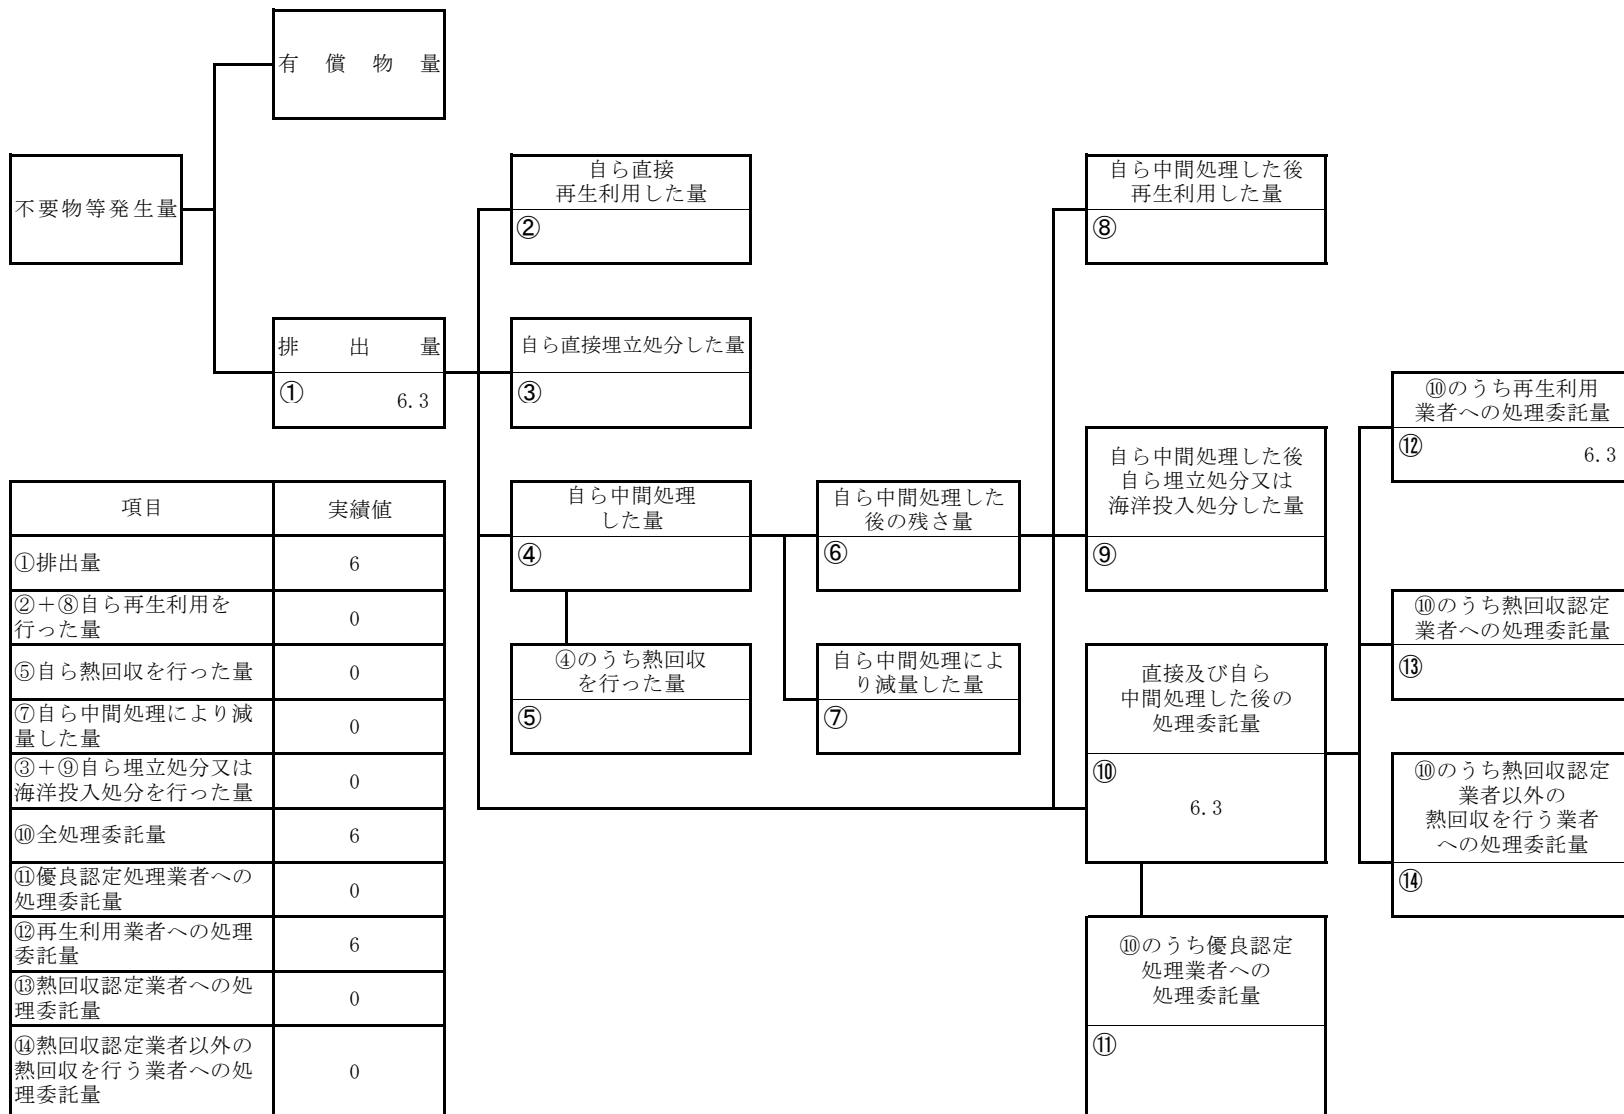 有償物量
不要物等発生量
排出量
① 6.3
自ら直接
再生利用した量
②
自ら直接埋立処分した量
③
自ら中間処理
した量
④
④のうち熱回収
を行った量
⑤
自ら中間処理した
後の残さ量
⑥
自ら中間処理によ
り減量した量
⑦
自ら中間処理した後
再生利用した量
⑧
自ら中間処理した後
自ら埋立処分又は
海洋投入処分した量
⑨
直接及び自ら
中間処理した後の
処理委託量
⑩
6.3
⑩のうち優良認定
処理業者への
処理委託量
⑪
⑩のうち再生利用
業者への処理委託量
⑫ 6.3
⑩のうち熱回収認定
業者への処理委託量
⑬
⑩のうち熱回収認定
業者以外の
熱回収を行う業者
への処理委託量
⑭
項目 実績値
①排出量 6
②＋⑧自ら再生利用を
行った量 0
⑤自ら熱回収を行った量 0
⑦自ら中間処理により減
量した量 0
③＋⑨自ら埋立処分又は
海洋投入処分を行った量 0
⑩全処理委託量 6
⑪優良認定処理業者への
処理委託量 0
⑫再生利用業者への処理
委託量 6
⑬熱回収認定業者への処
理委託量 0
⑭熱回収認定業者以外の
熱回収を行う業者への処
理委託量 0